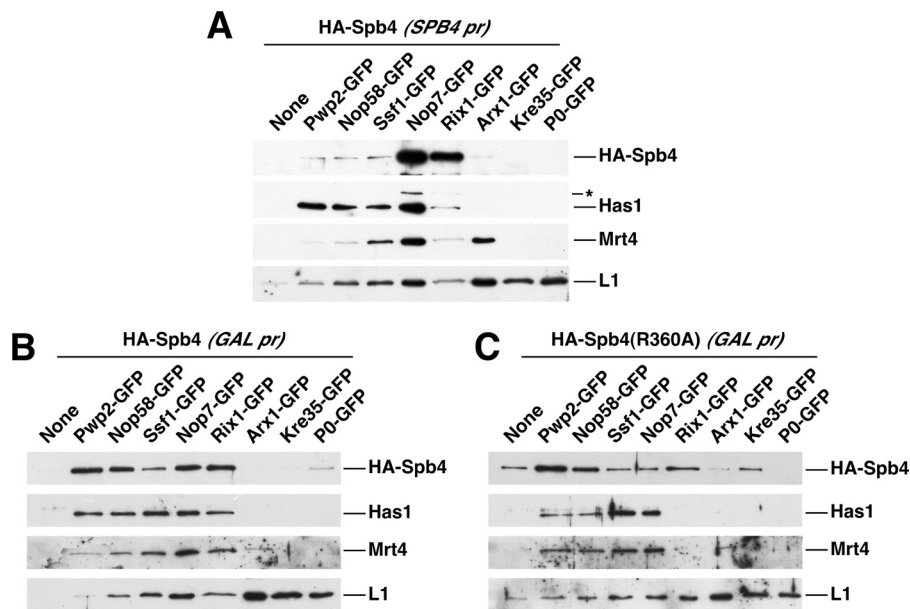 A
HA-Spb4 (SPB4 pr)
None
Pwp2-GFP
Nop58-GFP
Ssf1-GFP
Nop7-GFP
Rix1-GFP
Arx1-GFP
Kre35-GFP
P0-GFP
HA-Spb4
*
Has1
Mrt4
L1
B
HA-Spb4 (GAL pr)
None
Pwp2-GFP
Nop58-GFP
Ssf1-GFP
Nop7-GFP
Rix1-GFP
Arx1-GFP
Kre35-GFP
P0-GFP
HA-Spb4
Has1
Mrt4
L1
C
HA-Spb4(R360A) (GAL pr)
None
Pwp2-GFP
Nop58-GFP
Ssf1-GFP
Nop7-GFP
Rix1-GFP
Arx1-GFP
Kre35-GFP
P0-GFP
HA-Spb4
Has1
Mrt4
L1